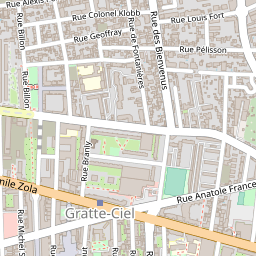 Rue Alexis P
Rue Colonel Klobb
Rue Louis Fort
Rue Billon
Rue Geoffray
Rue de Fontanières
Rue des Bienvenus
Rue Pélisson
Rue Billon
Rue Branly
mile Zola
Rue Anatole France
Gratte-Ciel
Rue Michel S